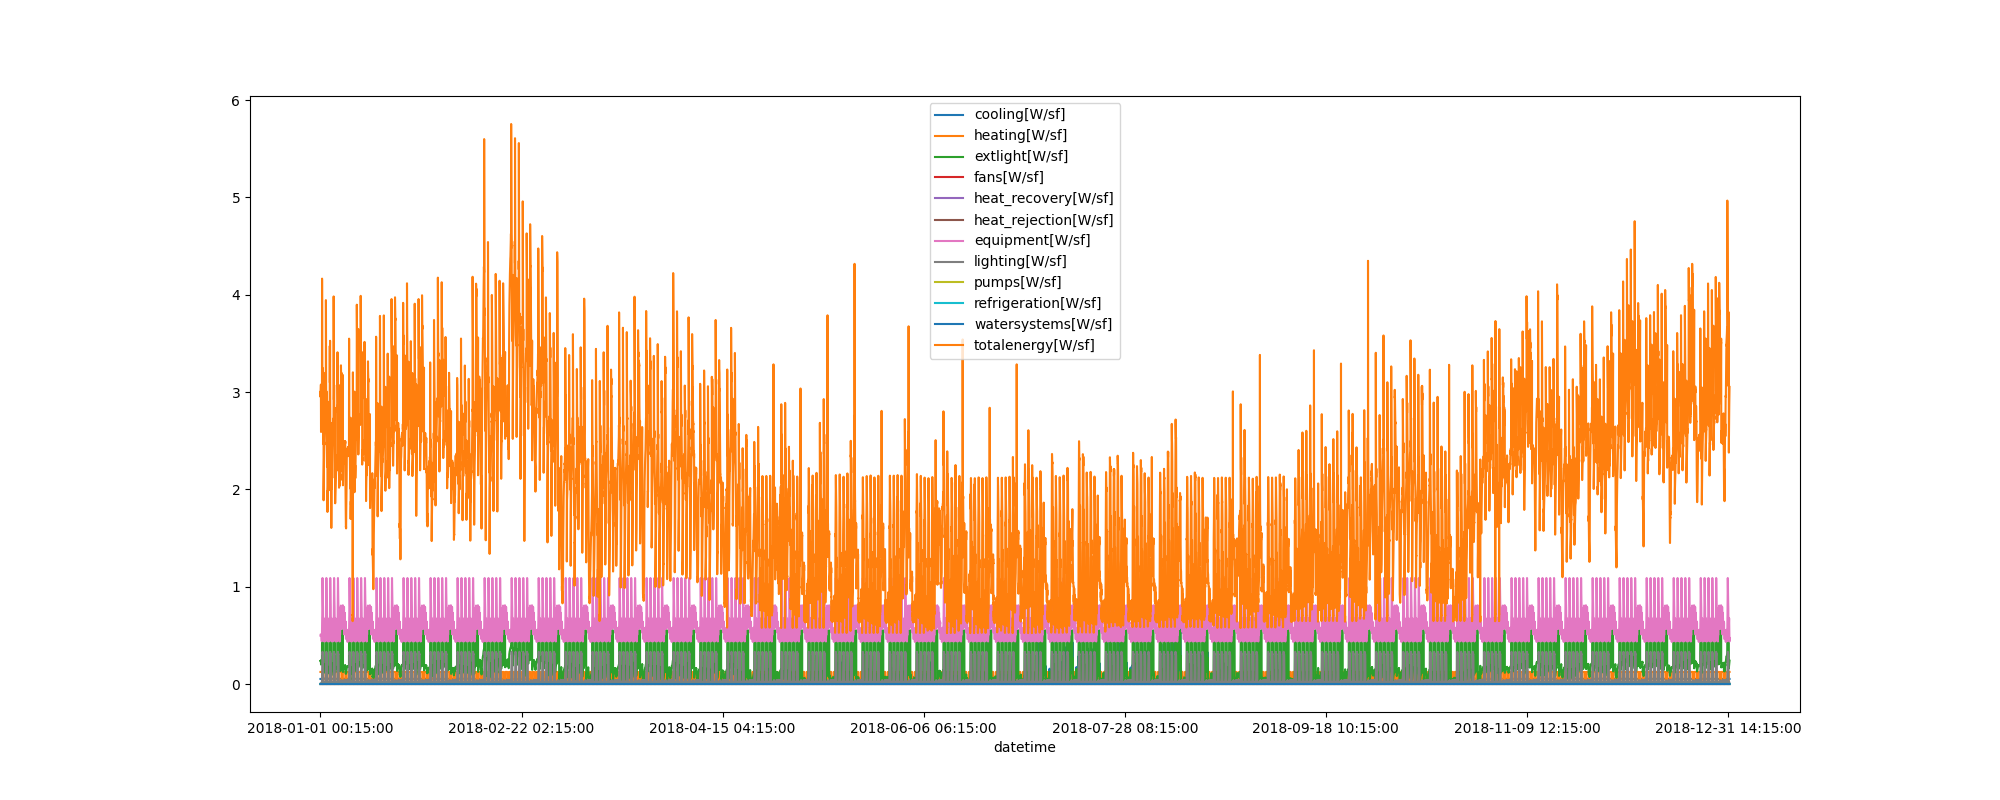 6
5
4
3
2
1
0
cooling[W/sf]
heating[W/sf]
extlight[W/sf]
fans[W/sf]
heat_recovery[W/sf]
heat_rejection[W/sf]
equipment[W/sf]
lighting[W/sf]
pumps[W/sf]
refrigeration[W/sf]
watersystems[W/sf]
totalenergy[W/sf]
2018-01-01 00:15:00
2018-02-22 02:15:00
2018-04-15 04:15:00
2018-06-06 06:15:00
2018-07-28 08:15:00
2018-09-18 10:15:00
2018-11-09 12:15:00
2018-12-31 14:15:00
datetime